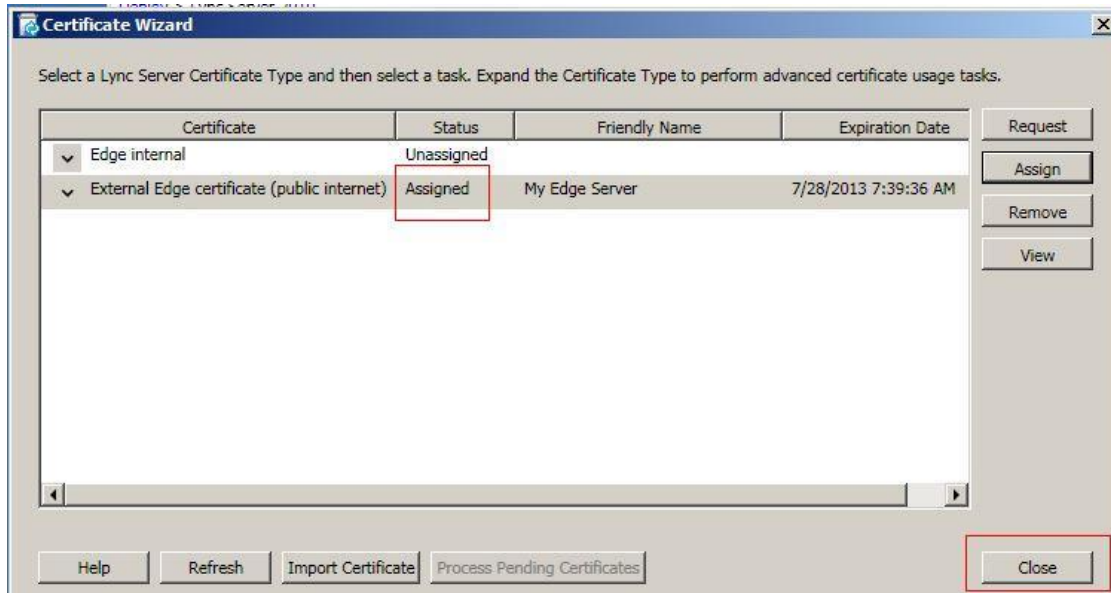 Certificate Wizard
Select a Lync Server Certificate Type and then select a task. Expand the Certificate Type to perform advanced certificate usage tasks.
Certificate Status Friendly Name Expiration Date
Edge internal Unassigned
External Edge certificate (public internet) Assigned My Edge Server 7/28/2013 7:39:36 AM
Request
Assign
Remove
View
Help Refresh Import Certificate Process Pending Certificates Close